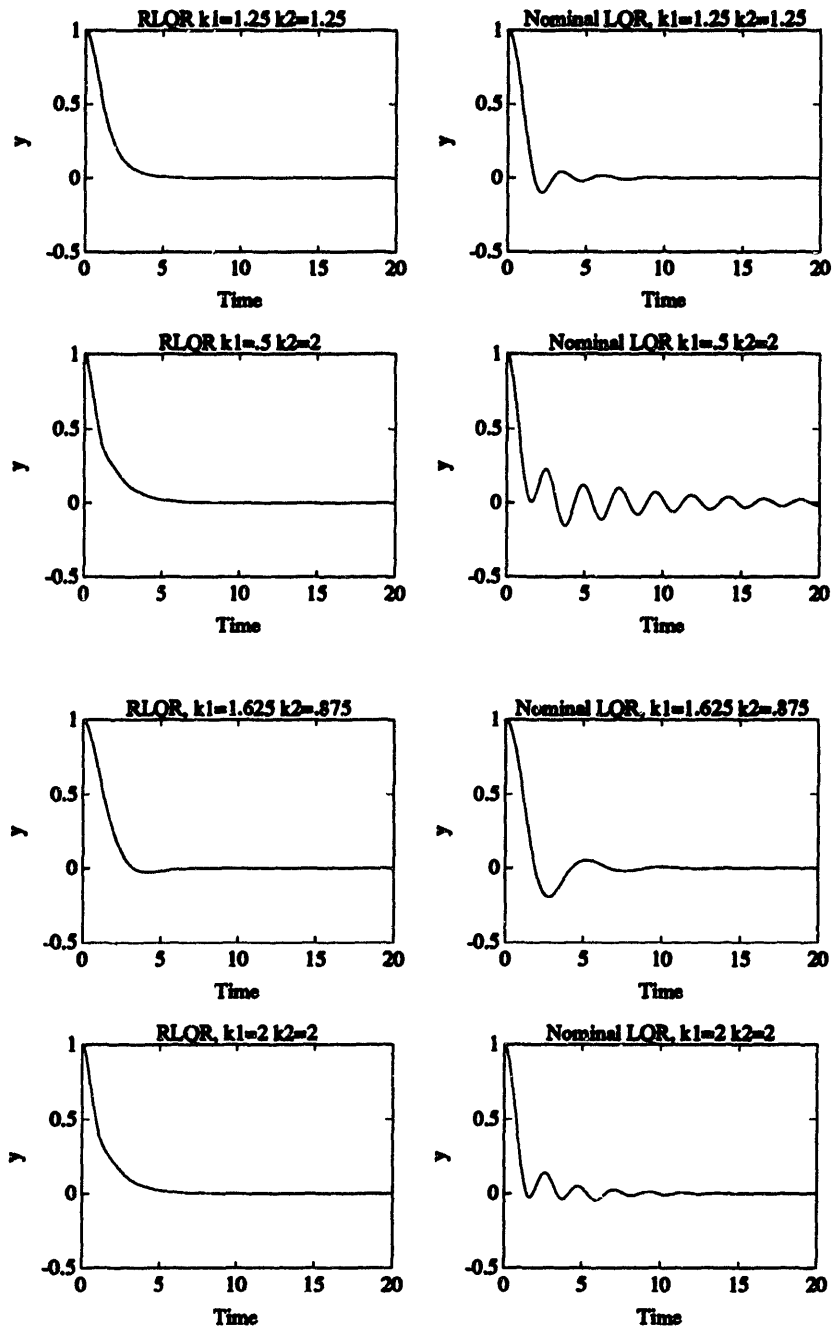 RLQR k1=1.25 k2=1.25
1
0.5
0
-0.5
y
0 5 10 15 20
Time
Nominal LQR, k1=1.25 k2=1.25
1
0.5
0
-0.5
y
0 5 10 15 20
Time
RLQR k1=.5 k2=2
1
0.5
0
-0.5
y
0 5 10 15 20
Time
Nominal LQR k1=.5 k2=2
1
0.5
0
-0.5
y
0 5 10 15 20
Time
RLQR, k1=1.625 k2=.875
1
0.5
0
-0.5
y
0 5 10 15 20
Time
Nominal LQR, k1=1.625 k2=.875
1
0.5
0
-0.5
y
0 5 10 15 20
Time
RLQR, k1=2 k2=2
1
0.5
0
-0.5
y
0 5 10 15 20
Time
Nominal LQR, k1=2 k2=2
1
0.5
0
-0.5
y
0 5 10 15 20
Time